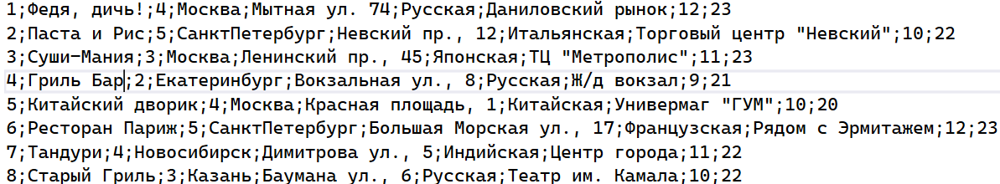 1;Федя, дичь!;4;Москва;Мытная ул. 74;Русская;Даниловский рынок;12;23
2;Паста и Рис;5;СанктПетербург;Невский пр., 12;Итальянская;Торговый центр "Невский";10;22
3;Суши-Мания;3;Москва;Ленинский пр., 45;Японская;ТЦ "Метрополис";11;23
4;Гриль Бар;2;Екатеринбург;Вокзальная ул., 8;Русская;Ж/д вокзал;9;21
5;Китайский дворик;4;Москва;Красная площадь, 1;Китайская;Универмаг "ГУМ";10;20
6;Ресторан Париж;5;СанктПетербург;Большая Морская ул., 17;Французская;Рядом с Эрмитажем;12;23
7;Тандури;4;Новосибирск;Димитрова ул., 5;Индийская;Центр города;11;22
8;Старый Гриль;3;Казань;Баумана ул., 6;Русская;Театр им. Камала;10;22